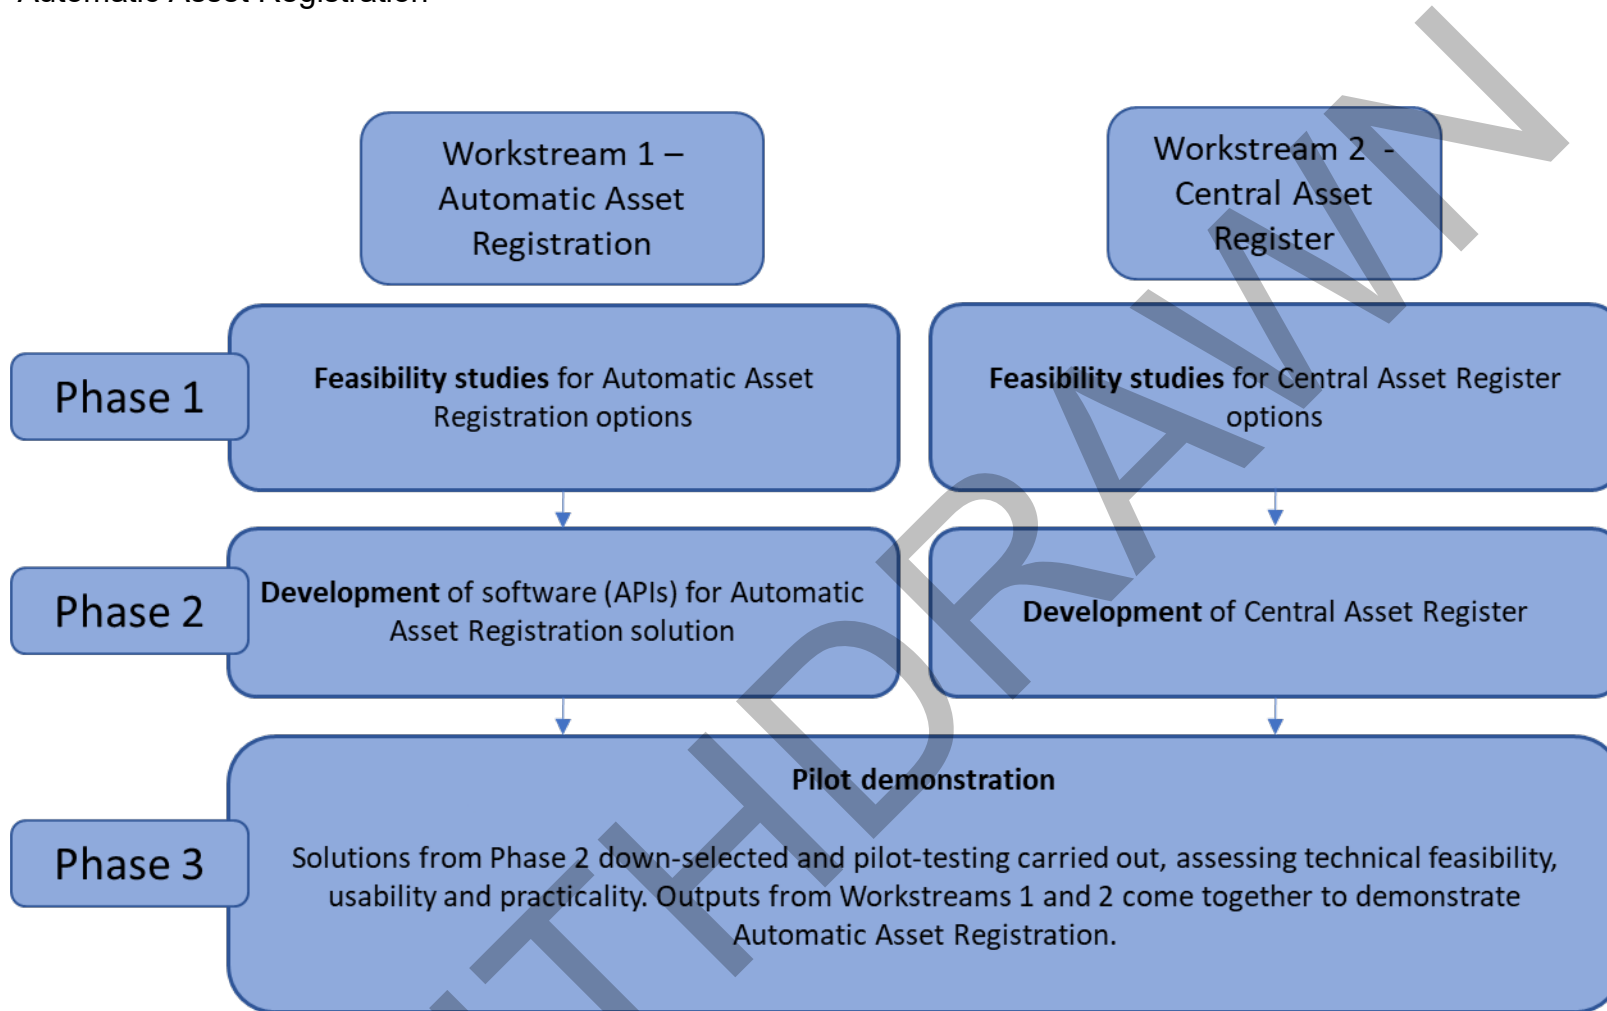 Automatic Asset Registration
Workstream 1 –
Automatic Asset
Registration
Workstream 2 -
Central Asset
Register
Phase 1
Feasibility studies for Automatic Asset
Registration options
Feasibility studies for Central Asset Register
options
Phase 2
Development of software (APIs) for Automatic
Asset Registration solution
Development of Central Asset Register
Phase 3
Pilot demonstration
Solutions from Phase 2 down-selected and pilot-testing carried out, assessing technical feasibility,
usability and practicality. Outputs from Workstreams 1 and 2 come together to demonstrate
Automatic Asset Registration.
THDRAWN